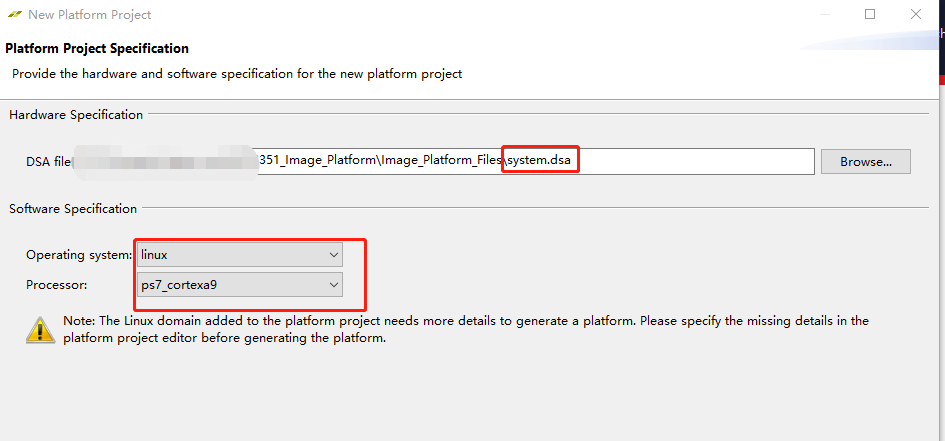 New Platform Project
Platform Project Specification
Provide the hardware and software specification for the new platform project
Hardware Specification
DSA file 351_Image_Platform\Image_Platform_Files\system.dsa Browse...
Software Specification
Operating system: linux
Processor: ps7_cortexa9
Note: The Linux domain added to the platform project needs more details to generate a platform. Please specify the missing details in the
platform project editor before generating the platform.